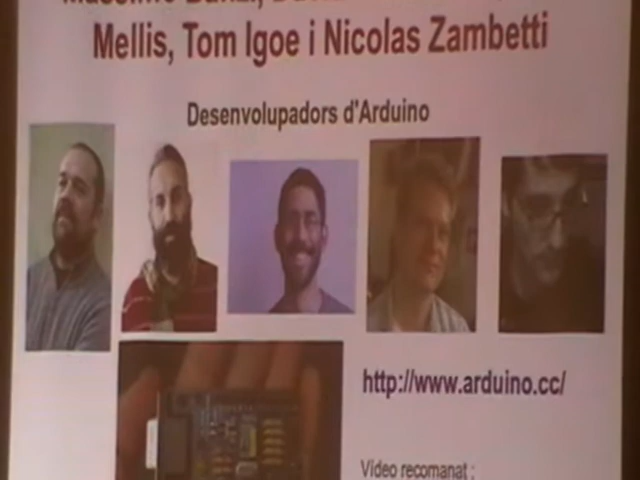 Mellis, Tom Igoe i Nicolas Zambetti
Desenvolupadors d'Arduino
http://www.arduino.cc/
Vídeo recomanat :